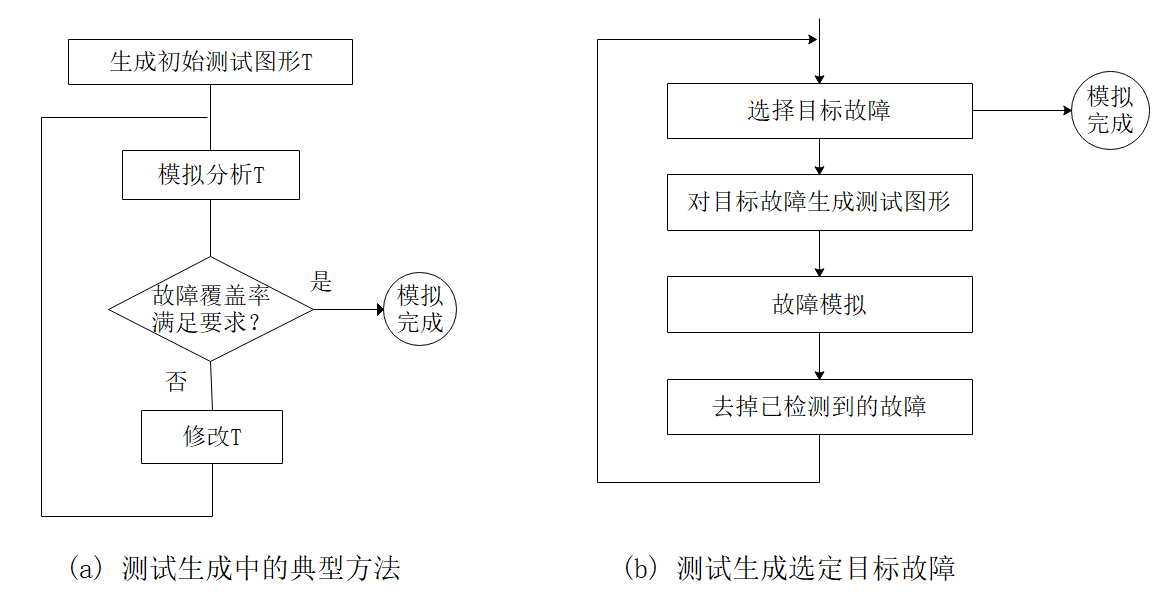 生成初始测试图形T
模拟分析T
故障覆盖率
满足要求？
是
模拟
完成
否
修改T
(a) 测试生成中的典型方法
选择目标故障
模拟
完成
对目标故障生成测试图形
故障模拟
去掉已检测到的故障
(b) 测试生成选定目标故障